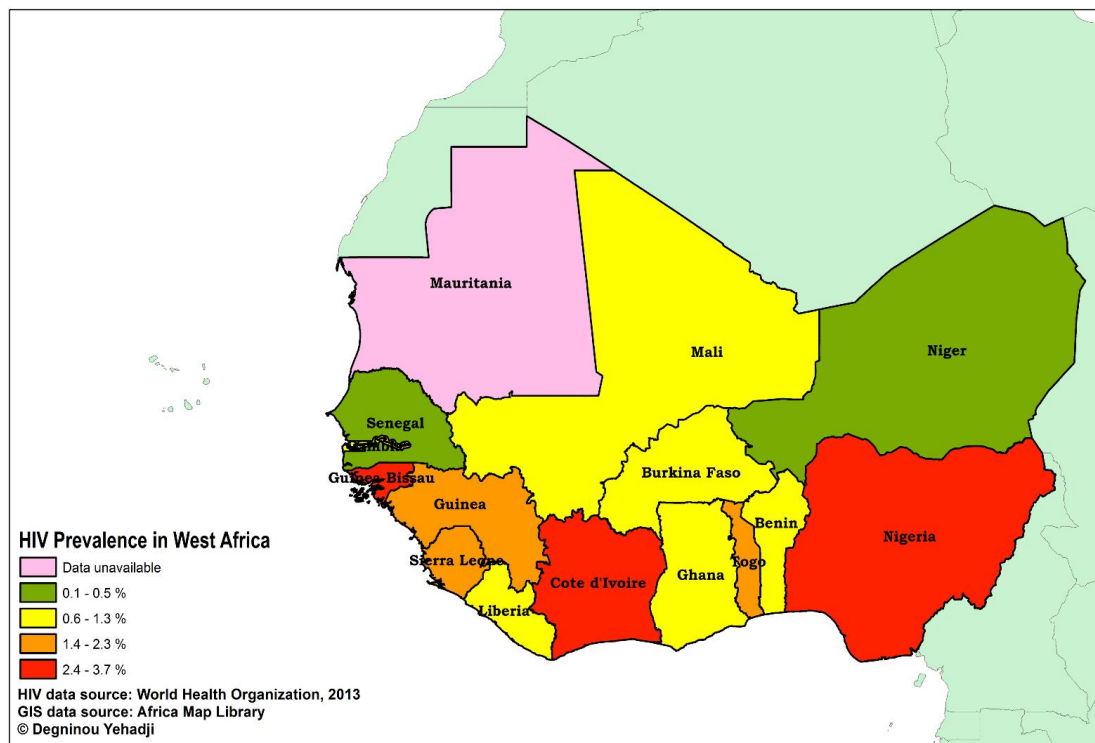 Mauritania
Mali
Niger
Senegal
Gambia
Guinea Bissau
Burkina Faso
Guinea
Benin
Nigeria
Sierra Leone
Togo
Ghana
Cote d'Ivoire
Liberia
HIV Prevalence in West Africa
Data unavailable
0.1 - 0.5 %
0.6 - 1.3 %
1.4 - 2.3 %
2.4 - 3.7 %
HIV data source: World Health Organization, 2013
GIS data source: Africa Map Library
© Degninou Yehadji